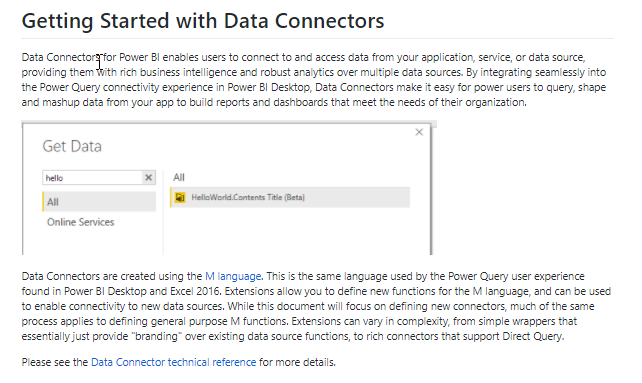 Getting Started with Data Connectors
Data Connectors for Power BI enables users to connect to and access data from your application, service, or data source,
providing them with rich business intelligence and robust analytics over multiple data sources. By integrating seamlessly into
the Power Query connectivity experience in Power BI Desktop, Data Connectors make it easy for power users to query, shape
and mashup data from your app to build reports and dashboards that meet the needs of their organization.
Get Data
hello
All
Online Services
All
HelloWorld.Contents Title (Beta)
Data Connectors are created using the M language. This is the same language used by the Power Query user experience
found in Power BI Desktop and Excel 2016. Extensions allow you to define new functions for the M language, and can be used
to enable connectivity to new data sources. While this document will focus on defining new connectors, much of the same
process applies to defining general purpose M functions. Extensions can vary in complexity, from simple wrappers that
essentially just provide "branding" over existing data source functions, to rich connectors that support Direct Query.
Please see the Data Connector technical reference for more details.